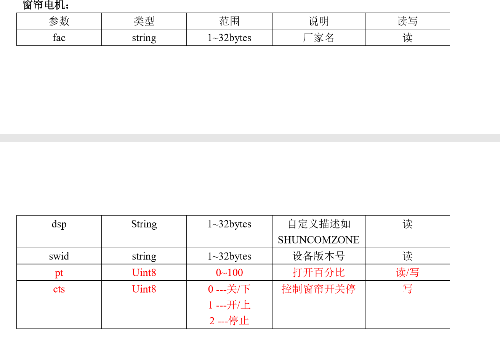 窗帘电机：
参数 类型 范围 说明 读写
fac string 1~32bytes 厂家名 读
dsp String 1~32bytes 自定义描述如 读
SHUNCOMZONE
swid string 1~32bytes 设备版本号 读
pt Uint8 0~100 打开百分比 读/写
cts Uint8 0 ---关/下 控制窗帘开关停 写
1 ---开/上
2 ---停止